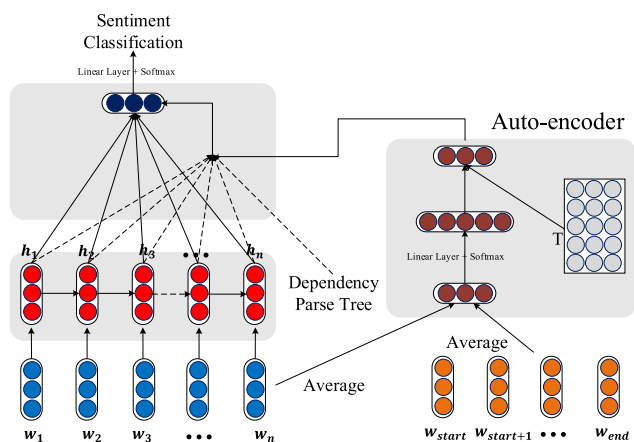 Sentiment
Classification
Linear Layer + Softmax
Auto-encoder
T
h1 h2 h3 ••• hn
Linear Layer + Softmax
Dependency
Parse Tree
Average
Average
w1 w2 w3 ••• wn
wstart wstart+1 ••• wend